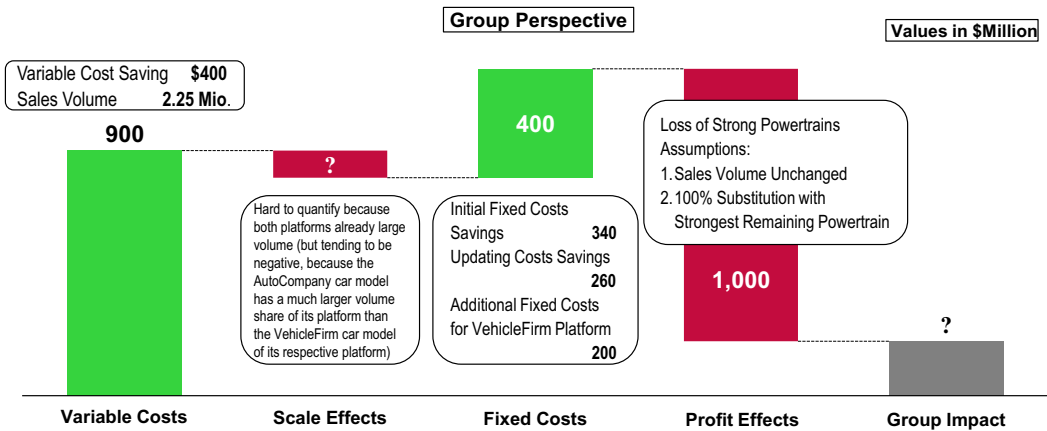 Group Perspective
Values in $Million
Variable Cost Saving $400
Sales Volume 2.25 Mio.
900
?
400
Hard to quantify because
both platforms already large
volume (but tending to be
negative, because the
AutoCompany car model
has a much larger volume
share of its platform than
the VehicleFirm car model
of its respective platform)
Initial Fixed Costs
Savings 340
Updating Costs Savings
260
Additional Fixed Costs
for VehicleFirm Platform
200
Loss of Strong Powertrains
Assumptions:
1. Sales Volume Unchanged
2. 100% Substitution with
Strongest Remaining Powertrain
1,000
?
Variable Costs
Scale Effects
Fixed Costs
Profit Effects
Group Impact